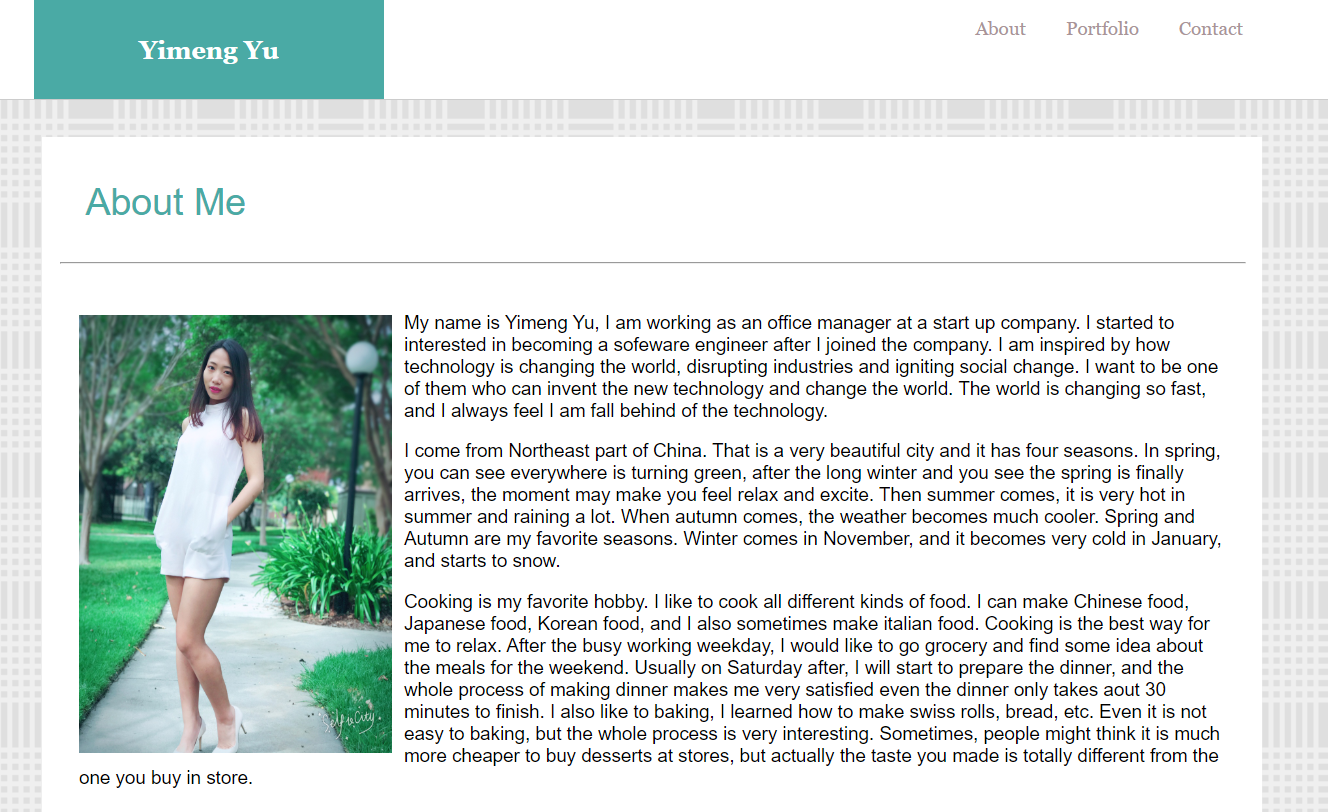 Yimeng Yu
About Portfolio Contact
About Me
My name is Yimeng Yu, I am working as an office manager at a start up company. I started to
interested in becoming a sofeware engineer after I joined the company. I am inspired by how
technology is changing the world, disrupting industries and igniting social change. I want to be one
of them who can invent the new technology and change the world. The world is changing so fast,
and I always feel I am fall behind of the technology.
I come from Northeast part of China. That is a very beautiful city and it has four seasons. In spring,
you can see everywhere is turning green, after the long winter and you see the spring is finally
arrives, the moment may make you feel relax and excite. Then summer comes, it is very hot in
summer and raining a lot. When autumn comes, the weather becomes much cooler. Spring and
Autumn are my favorite seasons. Winter comes in November, and it becomes very cold in January,
and starts to snow.
Cooking is my favorite hobby. I like to cook all different kinds of food. I can make Chinese food,
Japanese food, Korean food, and I also sometimes make italian food. Cooking is the best way for
me to relax. After the busy working weekday, I would like to go grocery and find some idea about
the meals for the weekend. Usually on Saturday after, I will start to prepare the dinner, and the
whole process of making dinner makes me very satisfied even the dinner only takes aout 30
minutes to finish. I also like to baking, I learned how to make swiss rolls, bread, etc. Even it is not
easy to baking, but the whole process is very interesting. Sometimes, people might think it is much
more cheaper to buy desserts at stores, but actually the taste you made is totally different from the
one you buy in store.